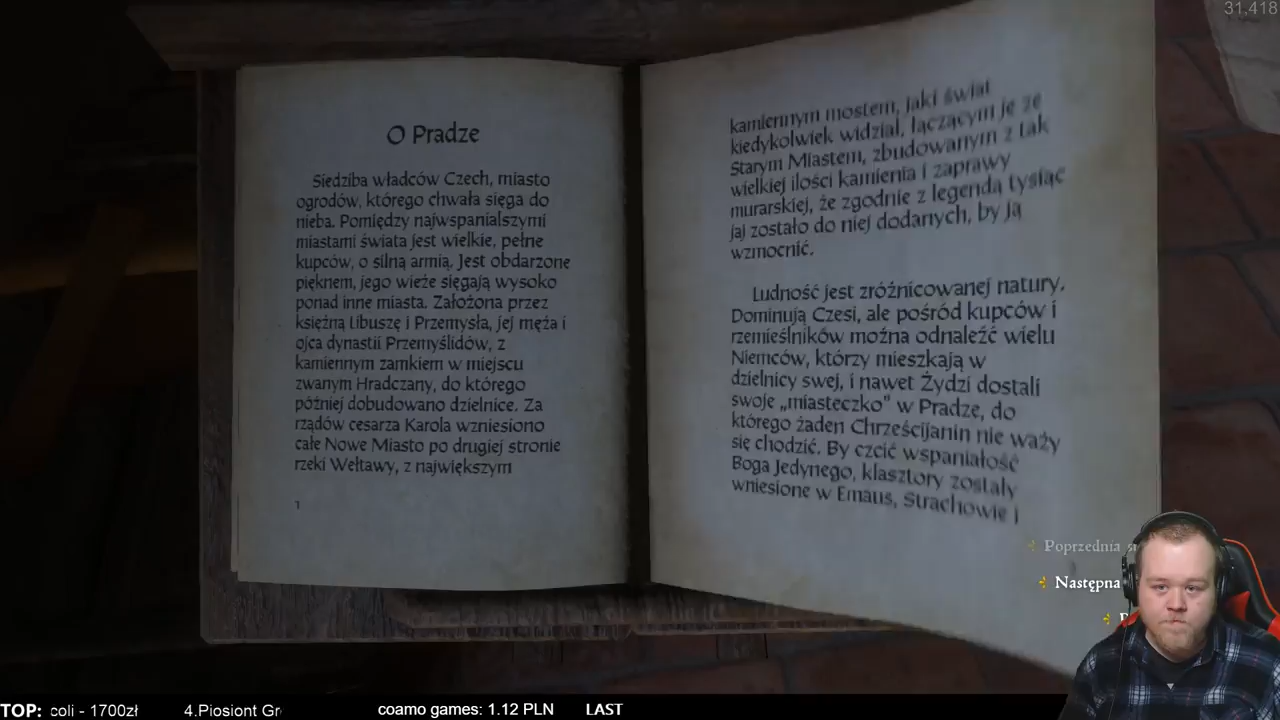 31,418
O Pradze
Siedziba władców Czech, miasto
ogrodów, którego chwała sięga do
nieba. Pomiędzy najwspanialszymi
miastami świata jest wielkie, pełne
kupców, o silną armią. Jest obdarzone
pięknem, jego wieże sięgają wysoko
ponad inne miasta. Założona przez
księżną Libuszę i Przemysła, jej męża i
ojca dynastii Przemyślidów, z
kamiennym zamkiem w miejscu
zwanym Hradczany, do którego
później dobudowano dzielnice. Za
rządów cesarza Karola wzniesiono
całe Nowe Miasto po drugiej stronie
rzeki Wełtawy, z największym
1
kamiennym mostem, jaki świat
kiedykolwiek widział, łączącym je ze
Starym Miastem, zbudowanym z tak
wielkiej ilości kamienia i zaprawy
murarskiej, że zgodnie z legendą tysiąc
jaj zostało do niej dodanych, by ją
wzmocnić.
Ludność jest zróżnicowanej natury.
Dominują Czesi, ale pośród kupców i
rzemieślników można odnaleźć wielu
Niemców, którzy mieszkają w
dzielnicy swej, i nawet Żydzi dostali
swoje „miasteczko” w Pradze, do
którego żaden Chrześcijanin nie waży
się chodzić. By czcić wspaniałość
Boga Jedynego, klasztory zostały
wniesione w Emaus, Strachowie i
Poprzednia
Następna
TOP: coli - 1700zł 4.Piosiont Gr coamo games: 1.12 PLN LAST